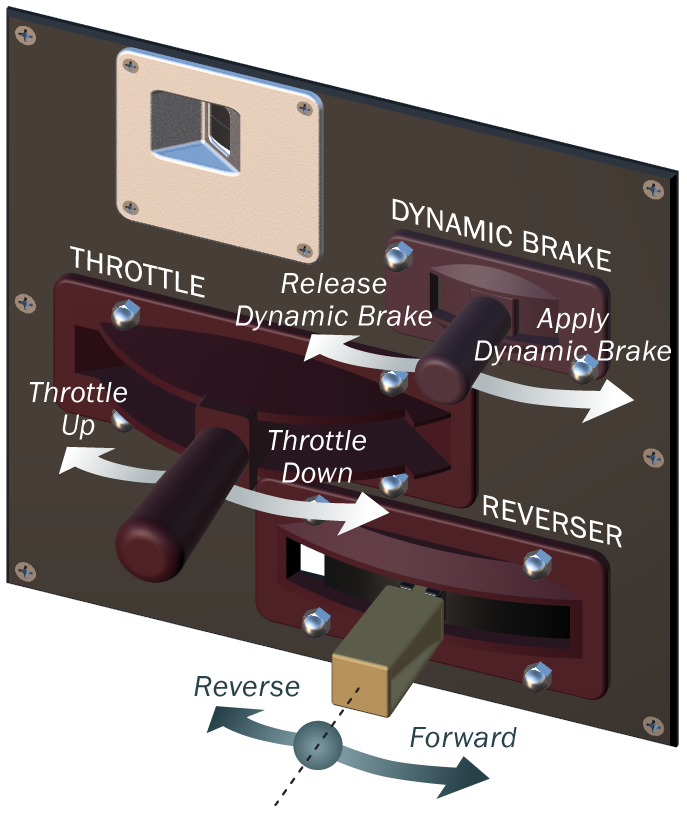 DYNAMIC BRAKE
THROTTLE
Release
Dynamic Brake
Apply
Dynamic Brake
Throttle
Up
Throttle
Down
REVERSER
Reverse
Forward